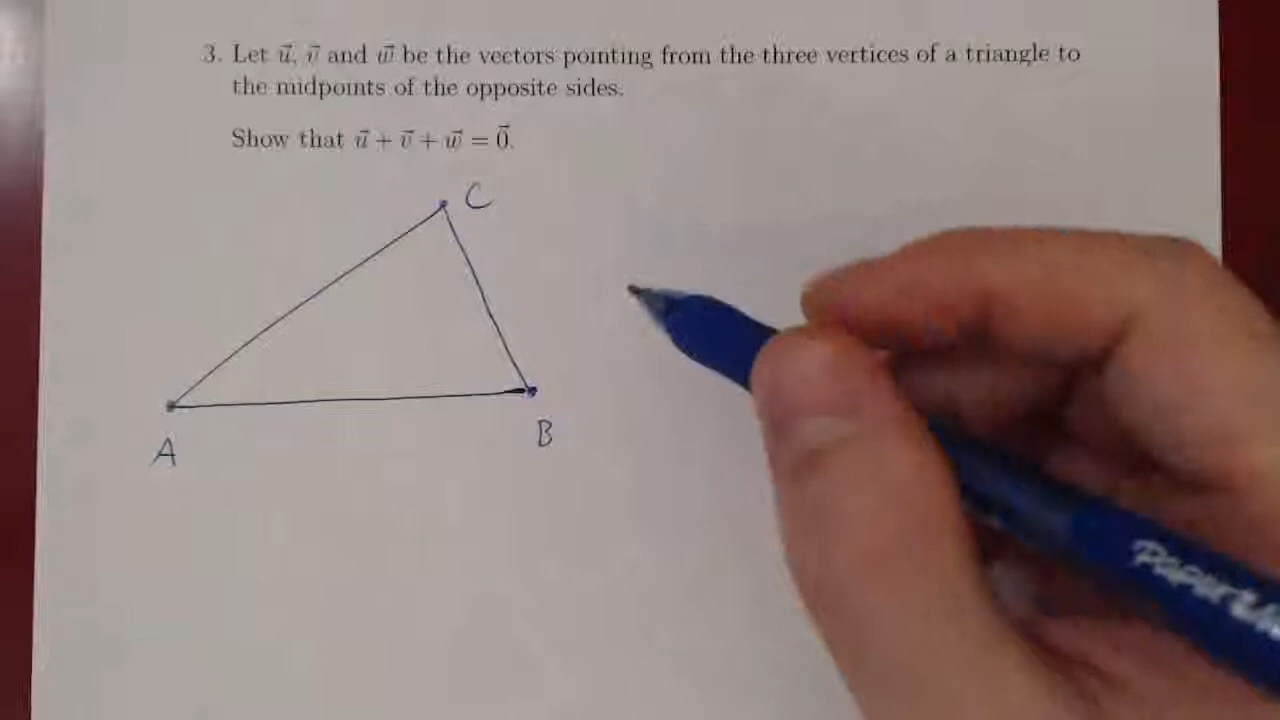 3. Let u⃗, v⃗ and w⃗ be the vectors pointing from the three vertices of a triangle to
the midpoints of the opposite sides.
Show that u⃗ + v⃗ + w⃗ = 0⃗.
C
A
B